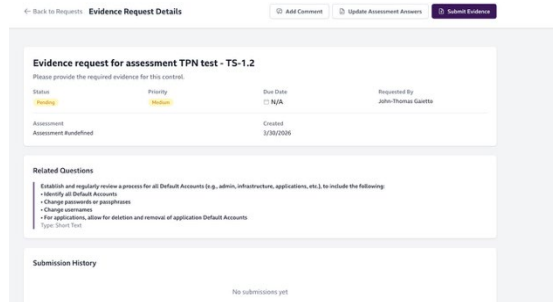 ← Back to Requests Evidence Request Details Add Comment Update Assessment Answers Submit Evidence
Evidence request for assessment TPN test - TS-1.2
Please provide the required evidence for this control.
Status Priority Due Date Requested By
Pending Medium N/A John-Thomas Gaietto
Assessment Created
Assessment #undefined 3/30/2026
Related Questions
Establish and regularly review a process for all Default Accounts (e.g., admin, infrastructure, applications, etc.), to include the following:
• Identify all Default Accounts
• Change passwords or passphrases
• Change usernames
• For applications, allow for deletion and removal of application Default Accounts
Type: Short Text
Submission History
No submissions yet